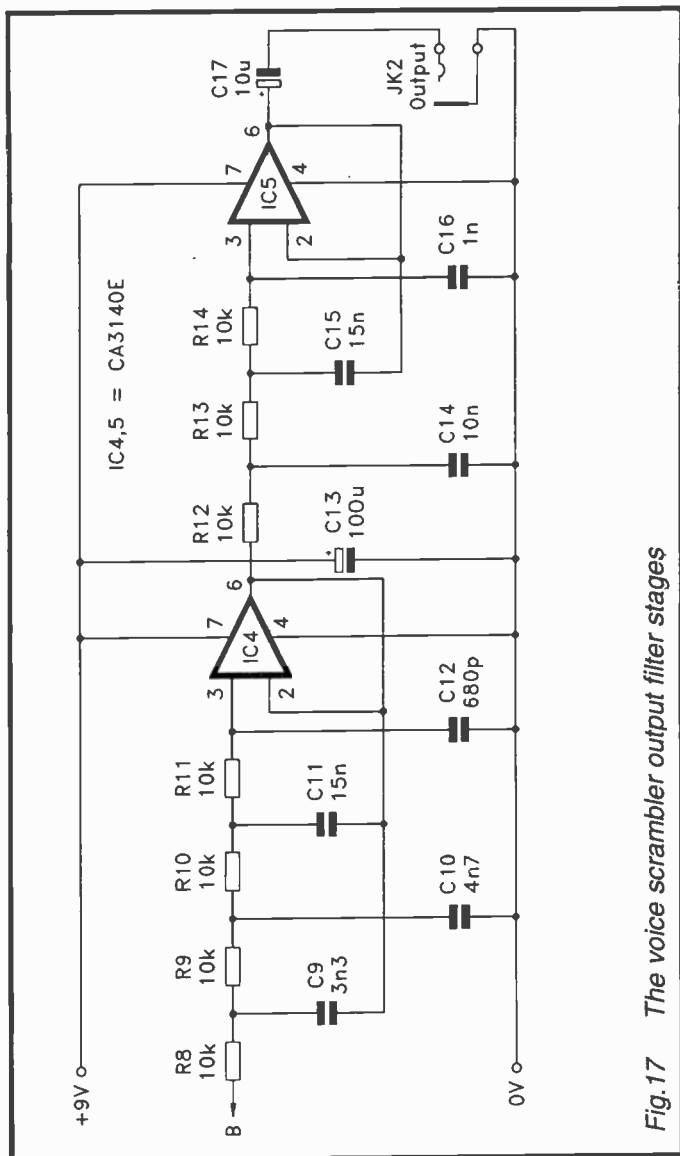 +9V
IC4,5 = CA3140E
B
R8
10k
R9
10k
R10
10k
R11
10k
C9
3n3
C10
4n7
C11
15n
C12
680p
3
2
7
4
6
IC4
C13
100u
+
R12
10k
R13
10k
R14
10k
C14
10n
C15
15n
C16
1n
3
2
7
4
6
IC5
C17
10u
+
JK2
Output
0V
Fig.17 The voice scrambler output filter stages